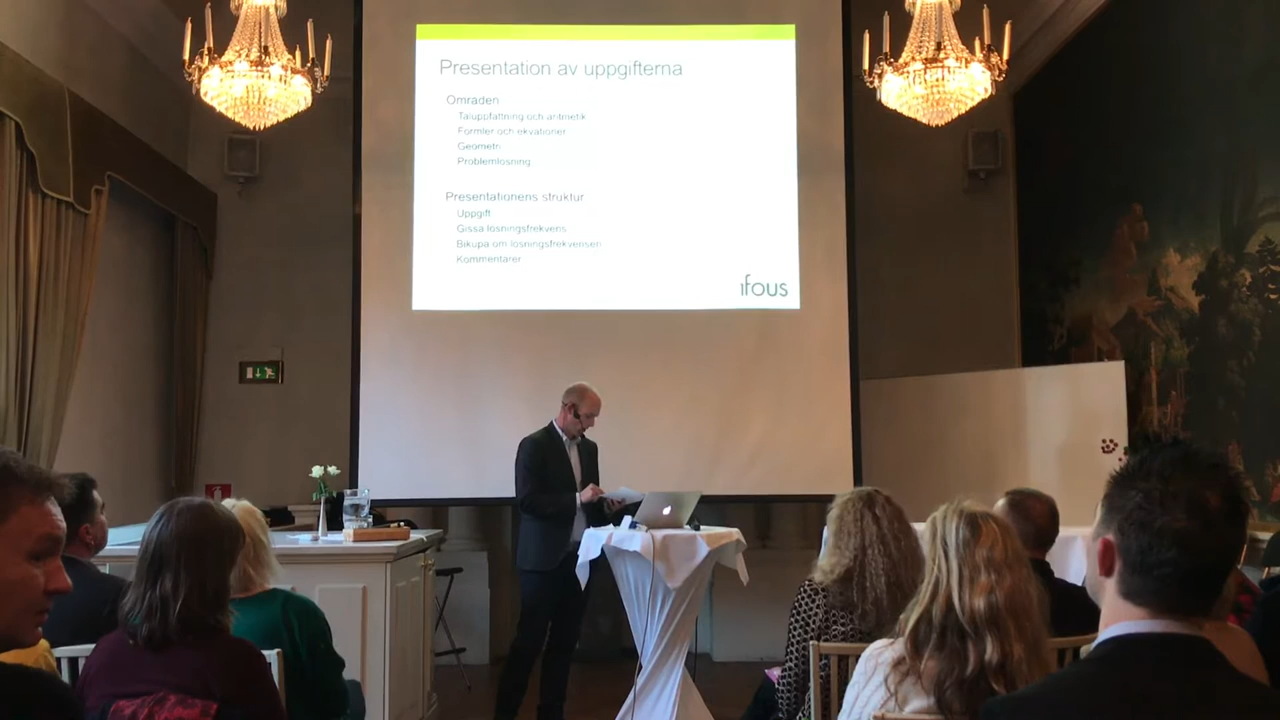 Presentation av uppgifterna
Områden
Taluppfattning och aritmetik
Formler och ekvationer
Geometri
Problemlösning
Presentationens struktur
Uppgift
Gissa lösningsfrekvens
Bikupa om lösningsfrekvensen
Kommentarer
ifous